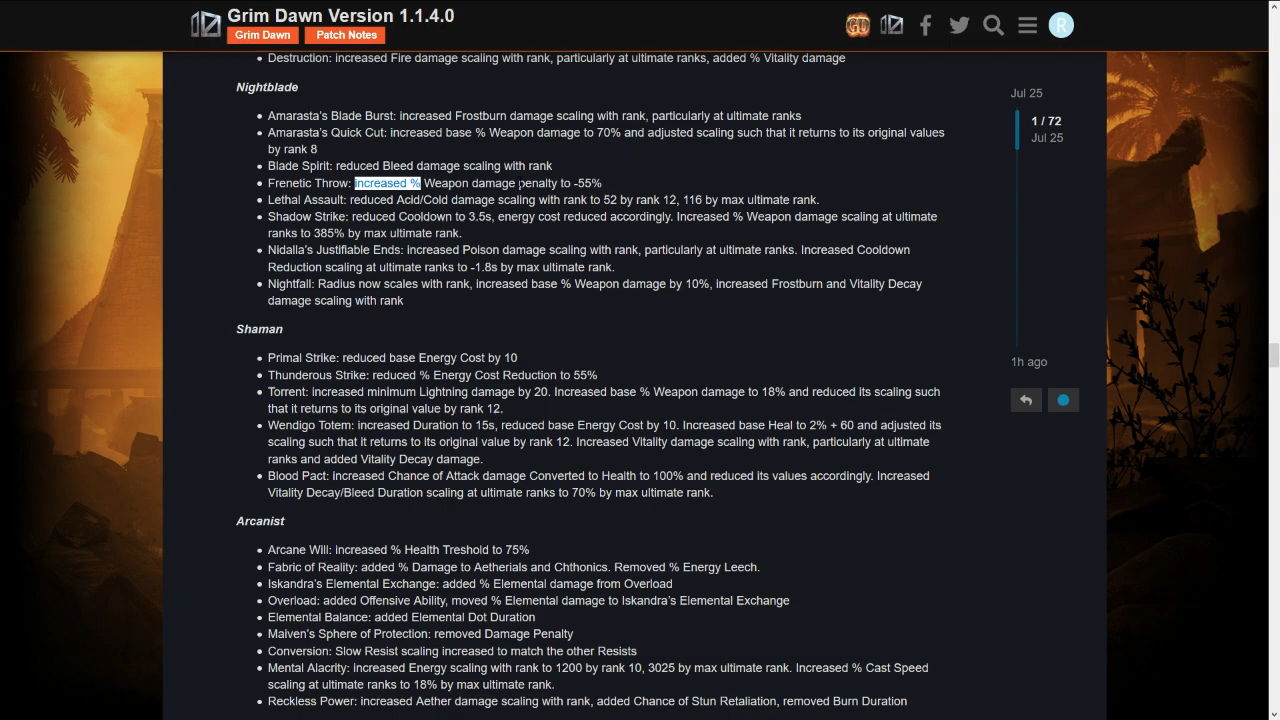 Grim Dawn Version 1.1.4.0
Grim Dawn Patch Notes
GD
R
Destruction: increased Fire damage scaling with rank, particularly at ultimate ranks, added % Vitality damage
Nightblade
Amarasta's Blade Burst: increased Frostburn damage scaling with rank, particularly at ultimate ranks
Amarasta's Quick Cut: increased base % Weapon damage to 70% and adjusted scaling such that it returns to its original values
by rank 8
Blade Spirit: reduced Bleed damage scaling with rank
Frenetic Throw: increased % Weapon damage penalty to -55%
Lethal Assault: reduced Acid/Cold damage scaling with rank to 52 by rank 12, 116 by max ultimate rank.
Shadow Strike: reduced Cooldown to 3.5s, energy cost reduced accordingly. Increased % Weapon damage scaling at ultimate
ranks to 385% by max ultimate rank.
Nidalla's Justifiable Ends: increased Poison damage scaling with rank, particularly at ultimate ranks. Increased Cooldown
Reduction scaling at ultimate ranks to -1.8s by max ultimate rank.
Nightfall: Radius now scales with rank, increased base % Weapon damage by 10%, increased Frostburn and Vitality Decay
damage scaling with rank
Shaman
Primal Strike: reduced base Energy Cost by 10
Thunderous Strike: reduced % Energy Cost Reduction to 55%
Torrent: increased minimum Lightning damage by 20. Increased base % Weapon damage to 18% and reduced its scaling such
that it returns to its original value by rank 12.
Wendigo Totem: increased Duration to 15s, reduced base Energy Cost by 10. Increased base Heal to 2% + 60 and adjusted its
scaling such that it returns to its original value by rank 12. Increased Vitality damage scaling with rank, particularly at ultimate
ranks and added Vitality Decay damage.
Blood Pact: increased Chance of Attack damage Converted to Health to 100% and reduced its values accordingly. Increased
Vitality Decay/Bleed Duration scaling at ultimate ranks to 70% by max ultimate rank.
Arcanist
Arcane Will: increased % Health Treshold to 75%
Fabric of Reality: added % Damage to Aetherials and Chthonics. Removed % Energy Leech.
Iskandra's Elemental Exchange: added % Elemental damage from Overload
Overload: added Offensive Ability, moved % Elemental damage to Iskandra's Elemental Exchange
Elemental Balance: added Elemental Dot Duration
Maiven's Sphere of Protection: removed Damage Penalty
Conversion: Slow Resist scaling increased to match the other Resists
Mental Alacrity: increased Energy scaling with rank to 1200 by rank 10, 3025 by max ultimate rank. Increased % Cast Speed
scaling at ultimate ranks to 18% by max ultimate rank.
Reckless Power: increased Aether damage scaling with rank, added Chance of Stun Retaliation, removed Burn Duration
Jul 25
1 / 72
Jul 25
1h ago